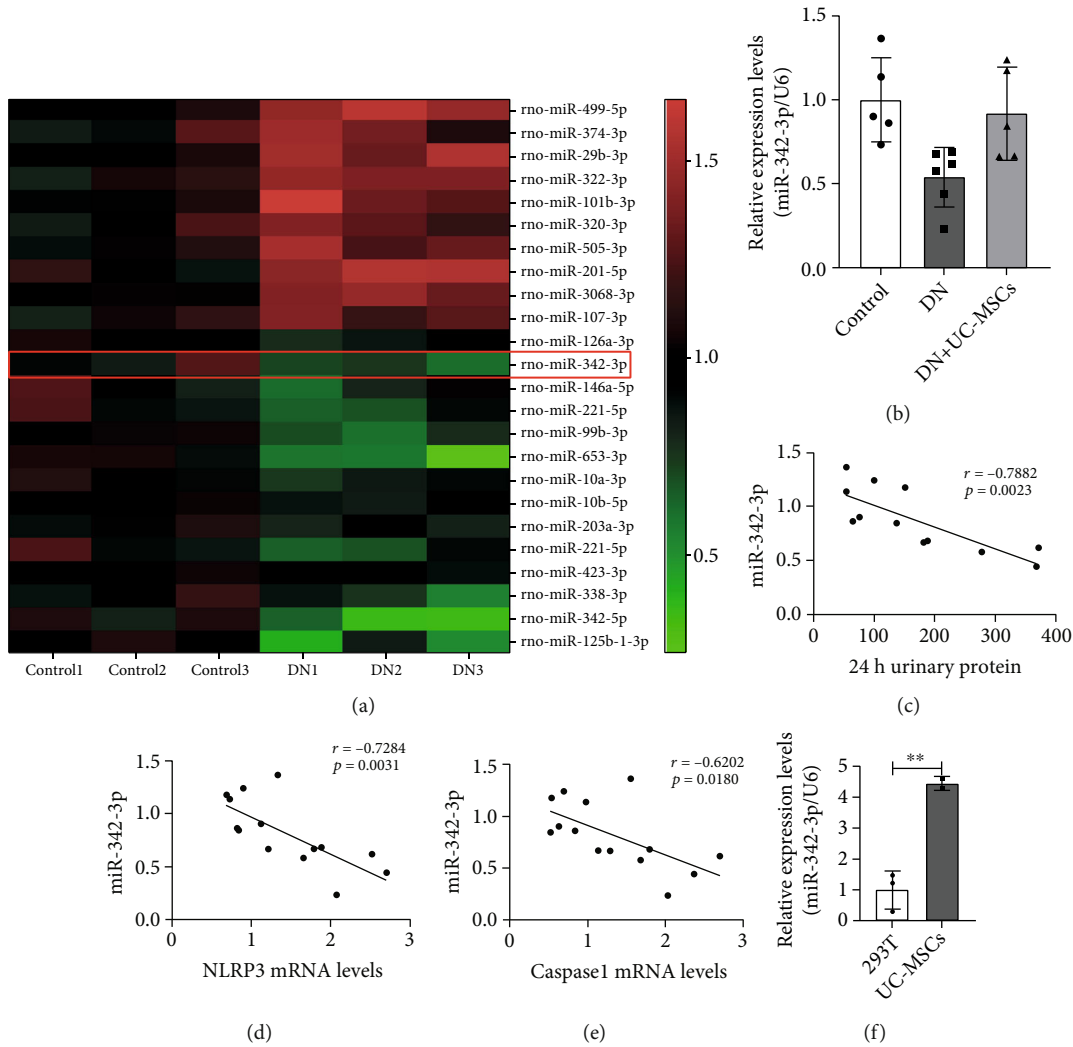 rno-miR-499-5p
rno-miR-374-3p
rno-miR-29b-3p
rno-miR-322-3p
rno-miR-101b-3p
rno-miR-320-3p
rno-miR-505-3p
rno-miR-201-5p
rno-miR-3068-3p
rno-miR-107-3p
rno-miR-126a-3p
rno-miR-342-3p
rno-miR-146a-5p
rno-miR-221-5p
rno-miR-99b-3p
rno-miR-653-3p
rno-miR-10a-3p
rno-miR-10b-5p
rno-miR-203a-3p
rno-miR-221-5p
rno-miR-423-3p
rno-miR-338-3p
rno-miR-342-5p
rno-miR-125b-1-3p
Control1 Control2 Control3 DN1 DN2 DN3
1.5
1.0
0.5
(a)
Relative expression levels
(miR-342-3p/U6)
1.5
1.0
0.5
0.0
Control
DN
DN+UC-MSCs
(b)
miR-342-3p
1.5
1.0
0.5
0.0
r = –0.7882
p = 0.0023
0 100 200 300 400
24 h urinary protein
(c)
miR-342-3p
1.5
1.0
0.5
0.0
r = –0.7284
p = 0.0031
0 1 2 3
NLRP3 mRNA levels
(d)
miR-342-3p
1.5
1.0
0.5
0.0
r = –0.6202
p = 0.0180
0 1 2 3
Caspase1 mRNA levels
(e)
Relative expression levels
(miR-342-3p/U6)
5
4
3
2
1
0
**
293T
UC-MSCs
(f)